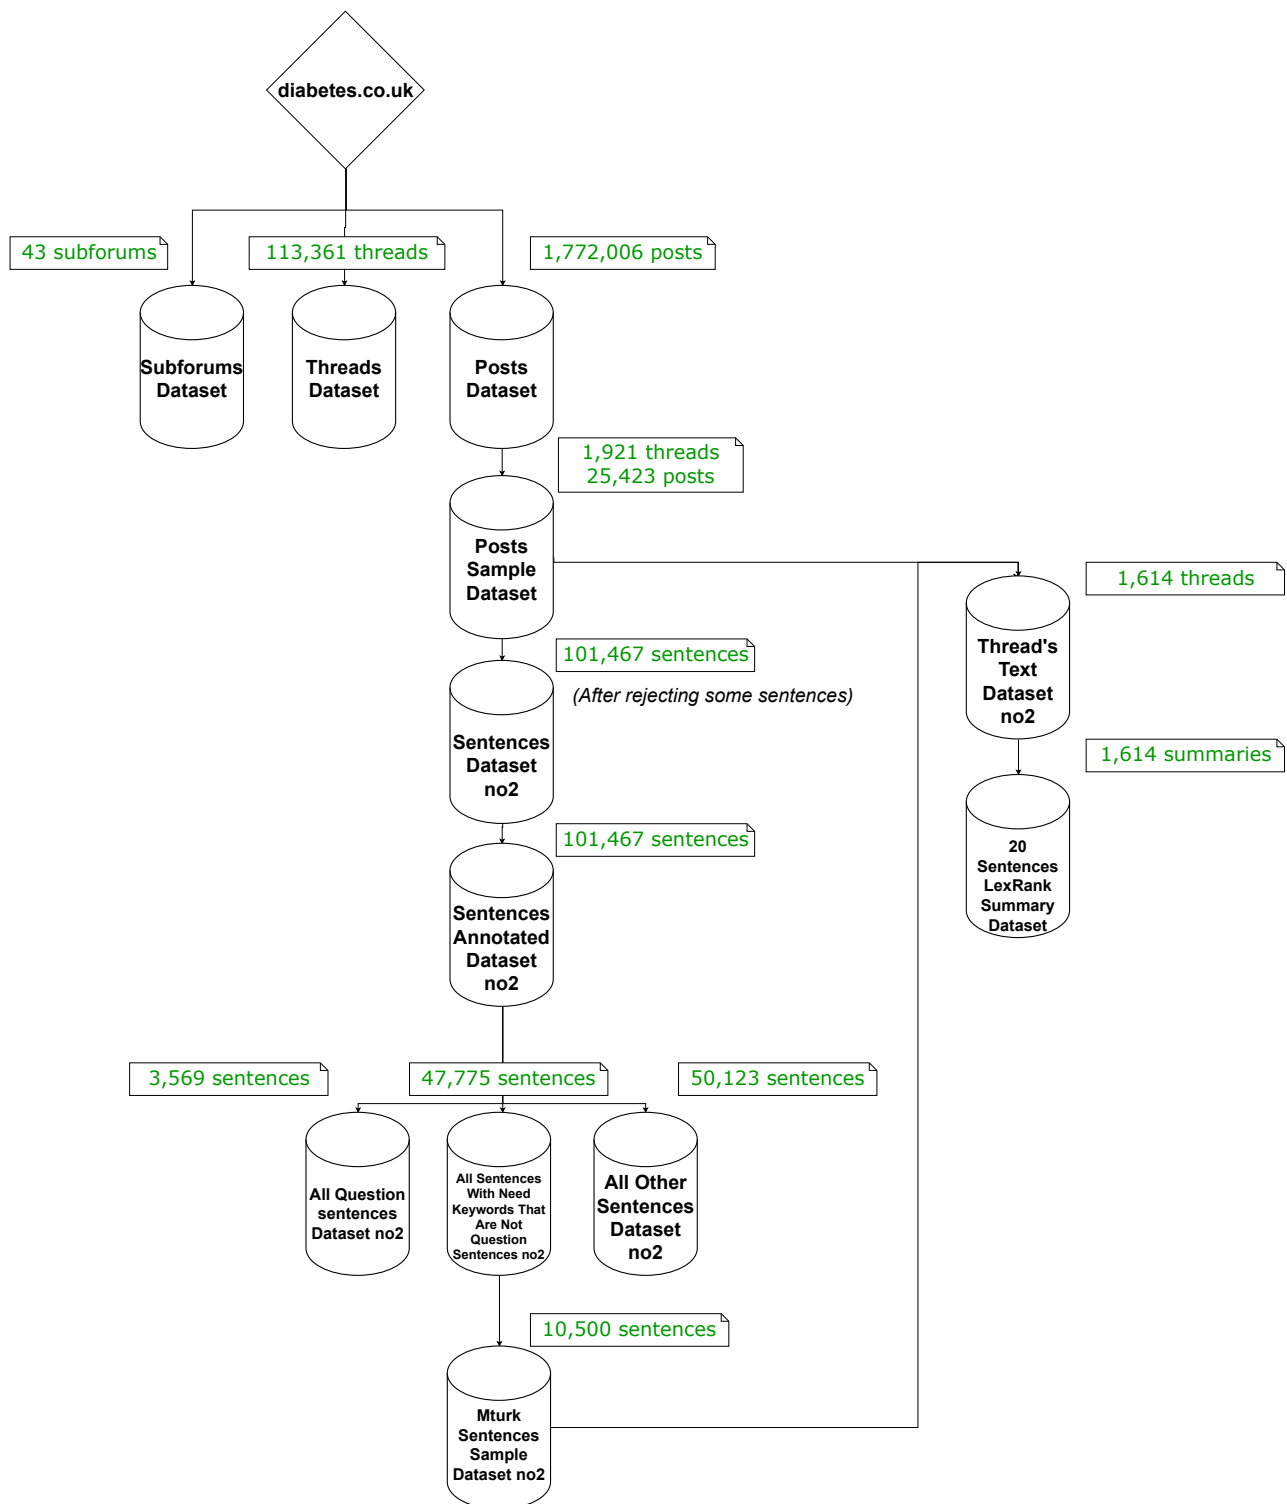 diabetes.co.uk
43 subforums
113,361 threads
1,772,006 posts
Subforums
Dataset
Threads
Dataset
Posts
Dataset
1,921 threads
25,423 posts
Posts
Sample
Dataset
1,614 threads
Thread's
Text
Dataset
no2
101,467 sentences
(After rejecting some sentences)
Sentences
Dataset
no2
1,614 summaries
20
Sentences
LexRank
Summary
Dataset
101,467 sentences
Sentences
Annotated
Dataset
no2
3,569 sentences
47,775 sentences
50,123 sentences
All Question
sentences
Dataset no2
All Sentences
With Need
Keywords That
Are Not
Question
Sentences no2
All Other
Sentences
Dataset
no2
10,500 sentences
Mturk
Sentences
Sample
Dataset no2